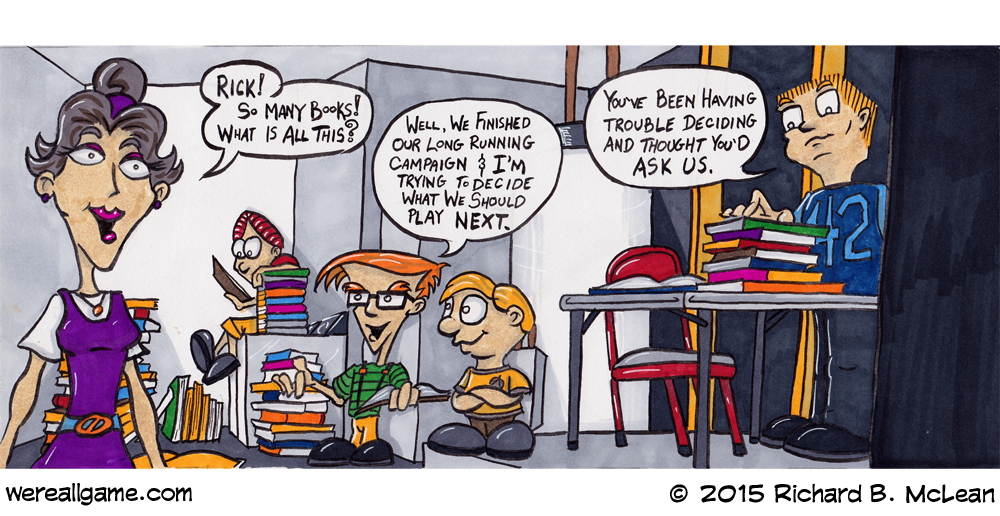 RICK!
SO MANY BOOKS!
WHAT IS ALL THIS?
WELL, WE FINISHED
OUR LONG RUNNING
CAMPAIGN & I'M
TRYING TO DECIDE
WHAT WE SHOULD
PLAY NEXT.
YOU'VE BEEN HAVING
TROUBLE DECIDING
AND THOUGHT YOU'D
ASK US.
42
wereallgame.com
© 2015 Richard B. McLean